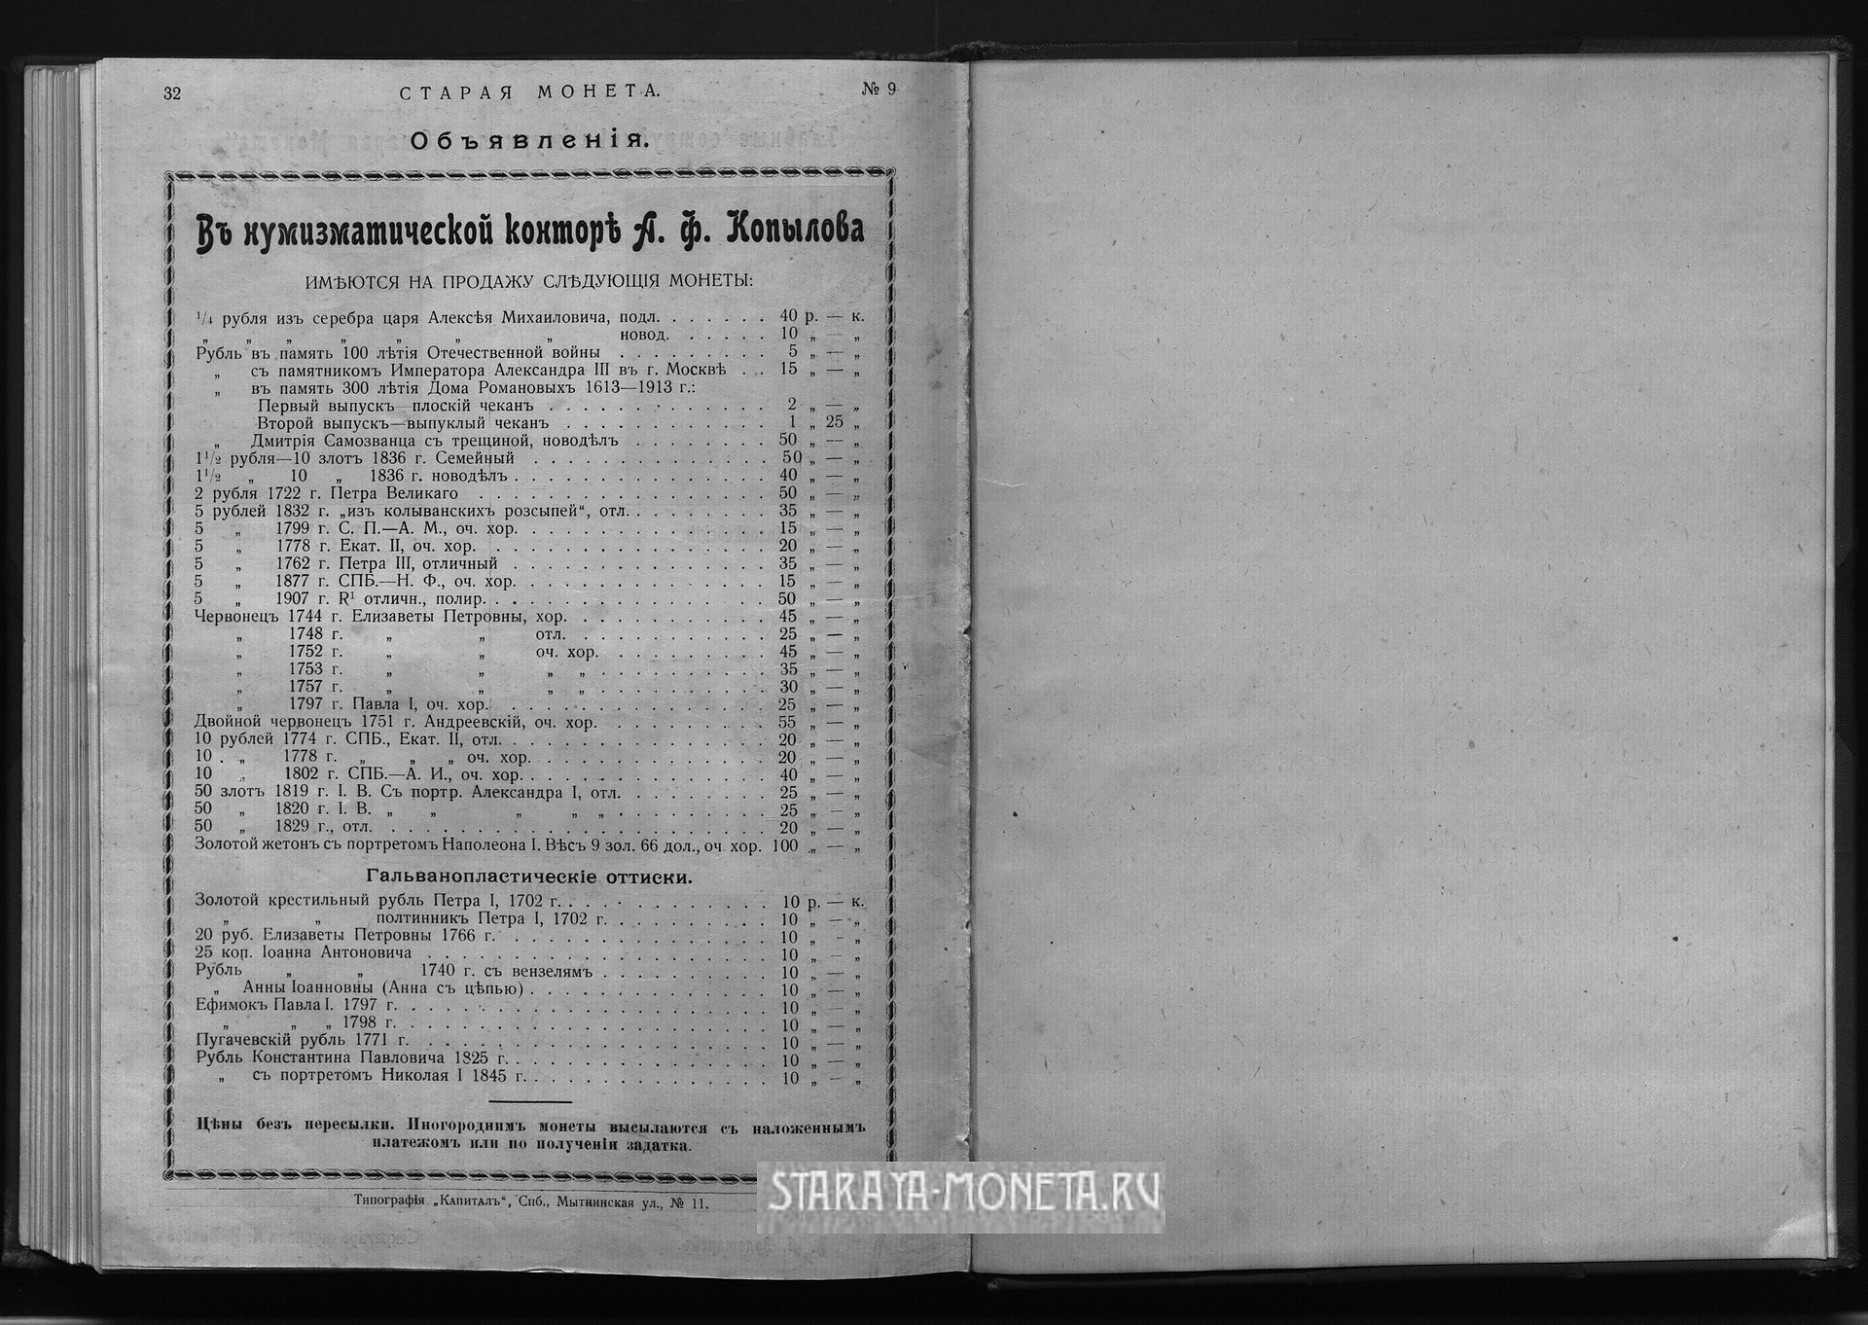 32 СТАРАЯ МОНЕТА. № 9
Объявленія.
Въ нумизматической конторѣ А. Ф. Копылова
ИМѢЮТСЯ НА ПРОДАЖУ СЛѢДУЮЩІЯ МОНЕТЫ:
1/4 рубля изъ серебра царя Алексѣя Михаиловича, подл. . . . . . . 40 р. — к.
„ „ „ „ „ „ „ новод. . . . . . 10 „ — „
Рубль въ память 100 лѣтія Отечественной войны . . . . . . . . . 5 „ — „
„ съ памятникомъ Императора Александра III въ г. Москвѣ . . 15 „ — „
„ въ память 300 лѣтія Дома Романовыхъ 1613—1913 г.:
Первый выпускъ—плоскій чеканъ . . . . . . . . . . . . . 2 „ — „
Второй выпускъ—выпуклый чеканъ . . . . . . . . . . . . 1 „ 25 „
„ Дмитрія Самозванца съ трещиной, новодѣлъ . . . . . . . . 50 „ — „
1 1/2 рубля—10 злотъ 1836 г. Семейный . . . . . . . . . . . . . . 50 „ — „
1 1/2 „ 10 „ 1836 г. новодѣлъ . . . . . . . . . . . . . . . 40 „ — „
2 рубля 1722 г. Петра Великаго . . . . . . . . . . . . . . . . . 50 „ — „
5 рублей 1832 г. „изъ колыванскихъ розсыпей“, отл. . . . . . . . . 35 „ — „
5 „ 1799 г. С. П.—А. М., оч. хор. . . . . . . . . . . . . . . 15 „ — „
5 „ 1778 г. Екат. II, оч. хор. . . . . . . . . . . . . . . . . 20 „ — „
5 „ 1762 г. Петра III, отличный . . . . . . . . . . . . . . . 35 „ — „
5 „ 1877 г. СПБ.—Н. Ф., оч. хор. . . . . . . . . . . . . . . 15 „ — „
5 „ 1907 г. R¹ отличн., полир. . . . . . . . . . . . . . . . . 50 „ — „
Червонецъ 1744 г. Елизаветы Петровны, хор. . . . . . . . . . . . 45 „ — „
„ 1748 г. „ „ отл. . . . . . . . . . . . 25 „ — „
„ 1752 г. „ „ оч. хор. . . . . . . . . . 45 „ — „
„ 1753 г. „ „ „ „ . . . . . . . . . . 35 „ — „
„ 1757 г. „ „ „ „ . . . . . . . . . . 30 „ — „
„ 1797 г. Павла I, оч. хор. . . . . . . . . . . . . . . . . 25 „ — „
Двойной червонецъ 1751 г. Андреевскій, оч. хор. . . . . . . . . . 55 „ — „
10 рублей 1774 г. СПБ., Екат. II, отл. . . . . . . . . . . . . . . . 20 „ — „
10 „ 1778 г. „ „ „ оч. хор. . . . . . . . . . . . . . . 20 „ — „
10 „ 1802 г. СПБ.—А. И., оч. хор. . . . . . . . . . . . . . . 40 „ — „
50 злотъ 1819 г. І. В. Съ портр. Александра I, отл. . . . . . . . . 25 „ — „
50 „ 1820 г. І. В. „ „ „ „ „ . . . . . . . . . 25 „ — „
50 „ 1829 г., отл. . . . . . . . . . . . . . . . . . . . . . . 20 „ — „
Золотой жетонъ съ портретомъ Наполеона I. Вѣсъ 9 зол. 66 дол., оч. хор. 100 „ — „
Гальванопластическіе оттиски.
Золотой крестильный рубль Петра I, 1702 г. . . . . . . . . . . . . 10 р. — к.
„ „ полтинникъ Петра I, 1702 г. . . . . . . . . . 10 „ — „
20 руб. Елизаветы Петровны 1766 г. . . . . . . . . . . . . . . . 10 „ — „
25 коп. Іоанна Антоновича . . . . . . . . . . . . . . . . . . . . 10 „ — „
Рубль „ „ 1740 г. съ вензелямъ . . . . . . . . . . 10 „ — „
„ Анны Іоанновны (Анна съ цѣпью) . . . . . . . . . . . . . . 10 „ — „
Ефимокъ Павла I. 1797 г. . . . . . . . . . . . . . . . . . . . . . 10 „ — „
„ „ „ 1798 г. . . . . . . . . . . . . . . . . . . . . . 10 „ — „
Пугачевскій рубль 1771 г. . . . . . . . . . . . . . . . . . . . . 10 „ — „
Рубль Константина Павловича 1825 г. . . . . . . . . . . . . . . . 10 „ — „
„ съ портретомъ Николая I 1845 г. . . . . . . . . . . . . . . 10 „ — „
Цѣны безъ пересылки. Иногороднимъ монеты высылаются съ наложеннымъ
платежомъ или по полученіи задатка.
Типографія „Капиталъ“, Спб., Мытнинская ул., № 11.
STARAYA-MONETA.RU